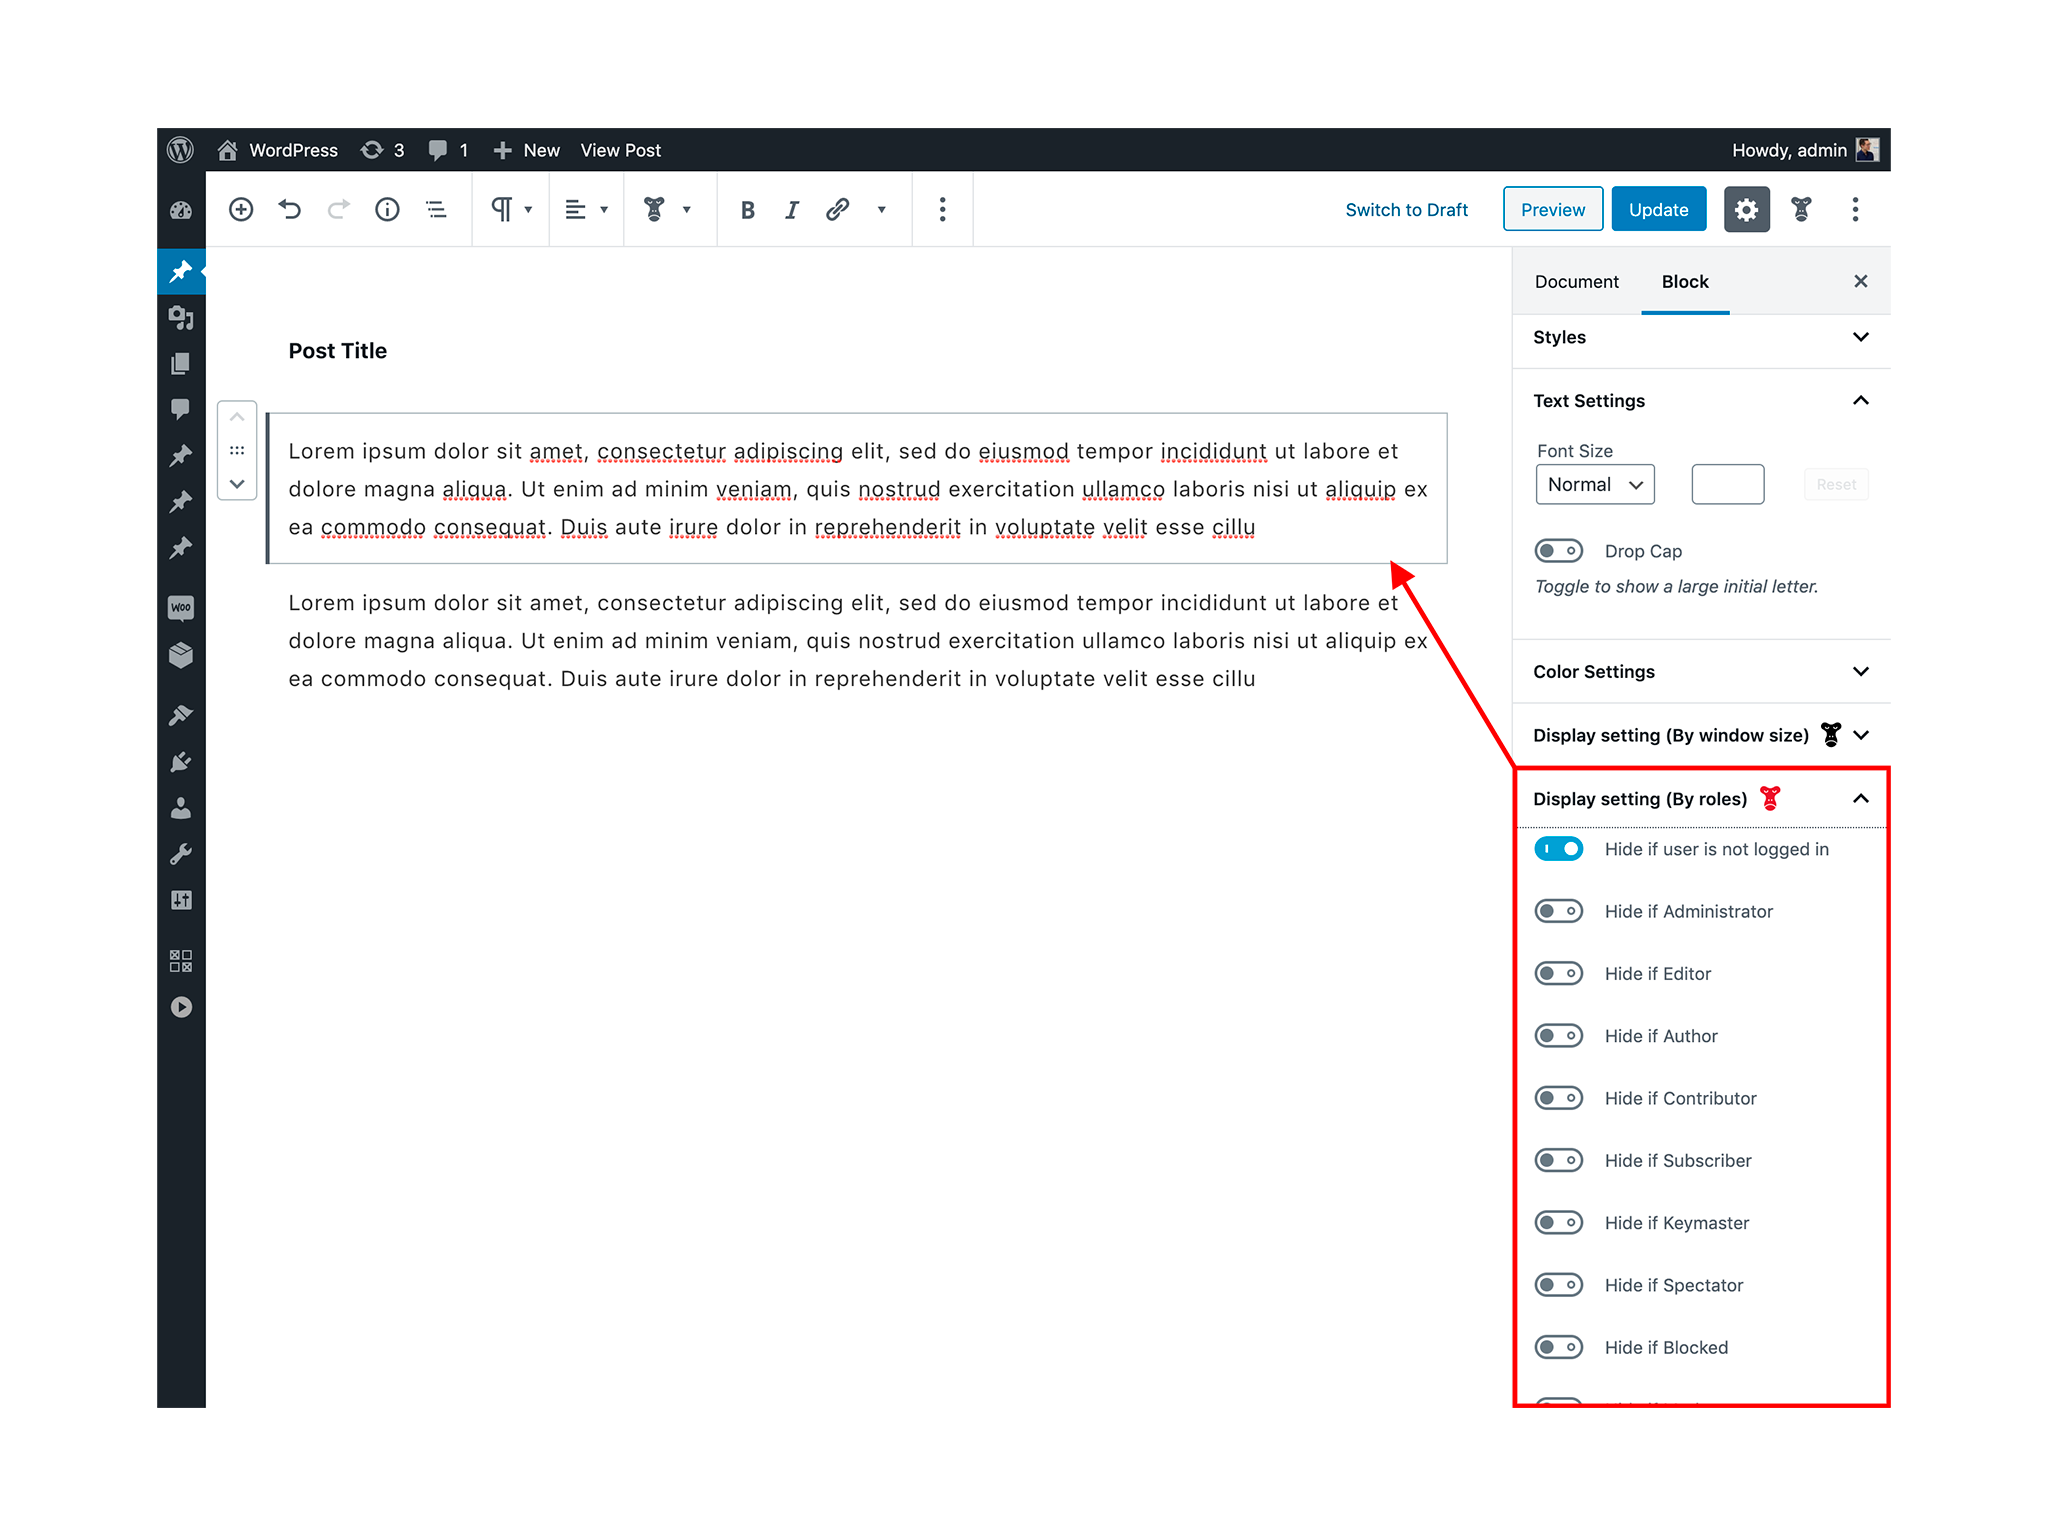 WordPress 3 1 New View Post Howdy, admin
B I Switch to Draft Preview Update
Document Block
Post Title
Lorem ipsum dolor sit amet, consectetur adipiscing elit, sed do eiusmod tempor incididunt ut labore et
dolore magna aliqua. Ut enim ad minim veniam, quis nostrud exercitation ullamco laboris nisi ut aliquip ex
ea commodo consequat. Duis aute irure dolor in reprehenderit in voluptate velit esse cillu
Lorem ipsum dolor sit amet, consectetur adipiscing elit, sed do eiusmod tempor incididunt ut labore et
dolore magna aliqua. Ut enim ad minim veniam, quis nostrud exercitation ullamco laboris nisi ut aliquip ex
ea commodo consequat. Duis aute irure dolor in reprehenderit in voluptate velit esse cillu
WOO
Styles
Text Settings
Font Size
Normal Reset
Drop Cap
Toggle to show a large initial letter.
Color Settings
Display setting (By window size)
Display setting (By roles)
Hide if user is not logged in
Hide if Administrator
Hide if Editor
Hide if Author
Hide if Contributor
Hide if Subscriber
Hide if Keymaster
Hide if Spectator
Hide if Blocked